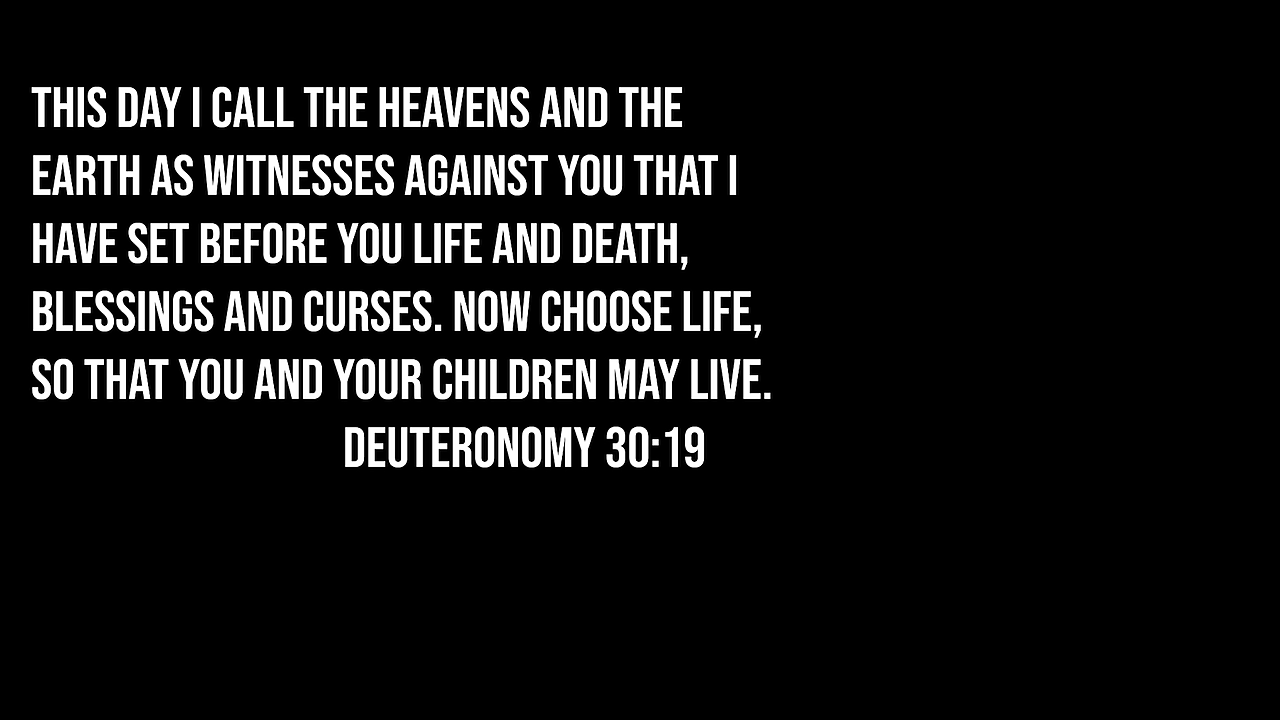 THIS DAY I CALL THE HEAVENS AND THE
EARTH AS WITNESSES AGAINST YOU THAT I
HAVE SET BEFORE YOU LIFE AND DEATH,
BLESSINGS AND CURSES. NOW CHOOSE LIFE,
SO THAT YOU AND YOUR CHILDREN MAY LIVE.
DEUTERONOMY 30:19